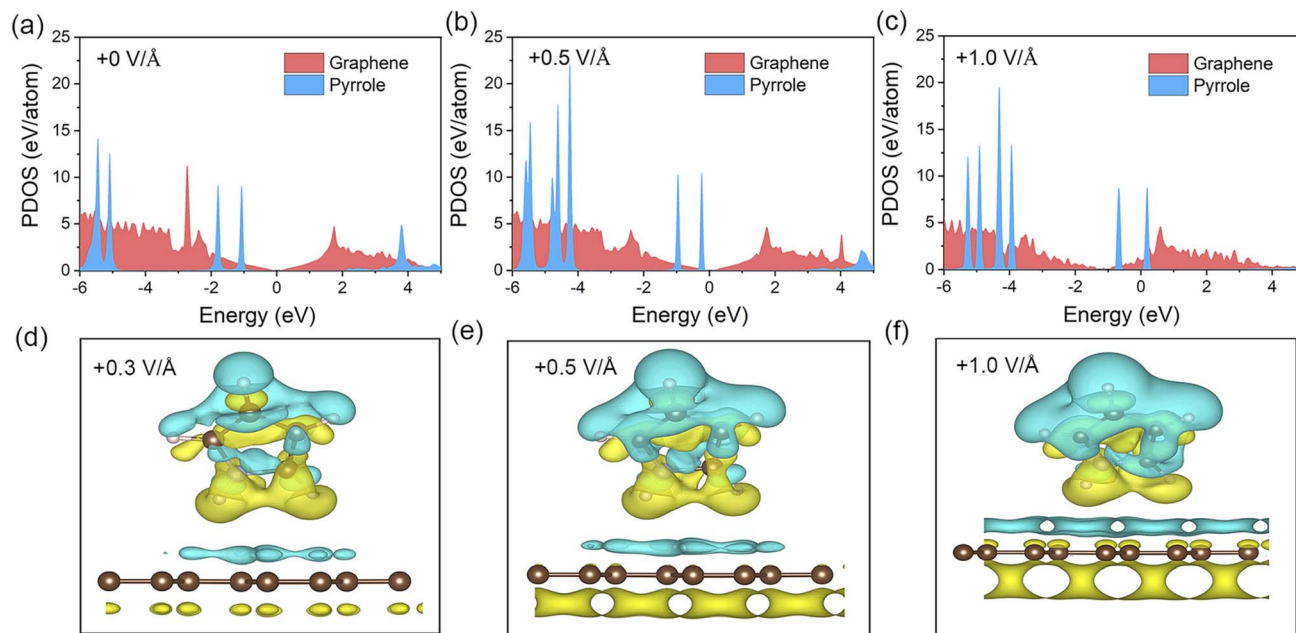 (a)
+0 V/Å
Graphene
Pyrrole
PDOS (eV/atom)
25
20
15
10
5
0
-6 -4 -2 0 2 4
Energy (eV)
(b)
+0.5 V/Å
Graphene
Pyrrole
PDOS (eV/atom)
25
20
15
10
5
0
-6 -4 -2 0 2 4
Energy (eV)
(c)
+1.0 V/Å
Graphene
Pyrrole
PDOS (eV/atom)
25
20
15
10
5
0
-6 -4 -2 0 2 4
Energy (eV)
(d)
+0.3 V/Å
(e)
+0.5 V/Å
(f)
+1.0 V/Å